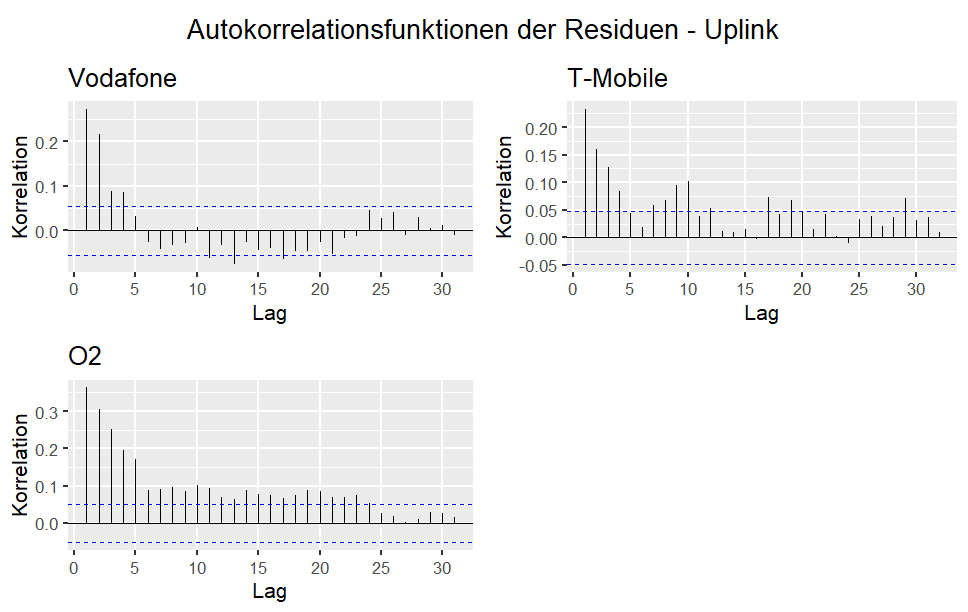 Autokorrelationsfunktionen der Residuen - Uplink
Vodafone
Korrelation
0.2
0.1
0.0
0 5 10 15 20 25 30
Lag
T-Mobile
Korrelation
0.20
0.15
0.10
0.05
0.00
-0.05
0 5 10 15 20 25 30
Lag
O2
Korrelation
0.3
0.2
0.1
0.0
0 5 10 15 20 25 30
Lag